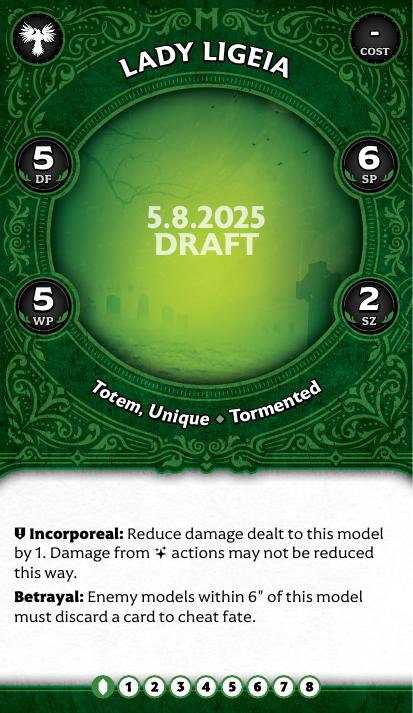 -
COST
LADY LIGEIA
5
DF
6
SP
5.8.2025
DRAFT
5
WP
2
SZ
Totem, Unique ◆ Tormented
Incorporeal: Reduce damage dealt to this model
by 1. Damage from actions may not be reduced
this way.
Betrayal: Enemy models within 6" of this model
must discard a card to cheat fate.
1 2 3 4 5 6 7 8